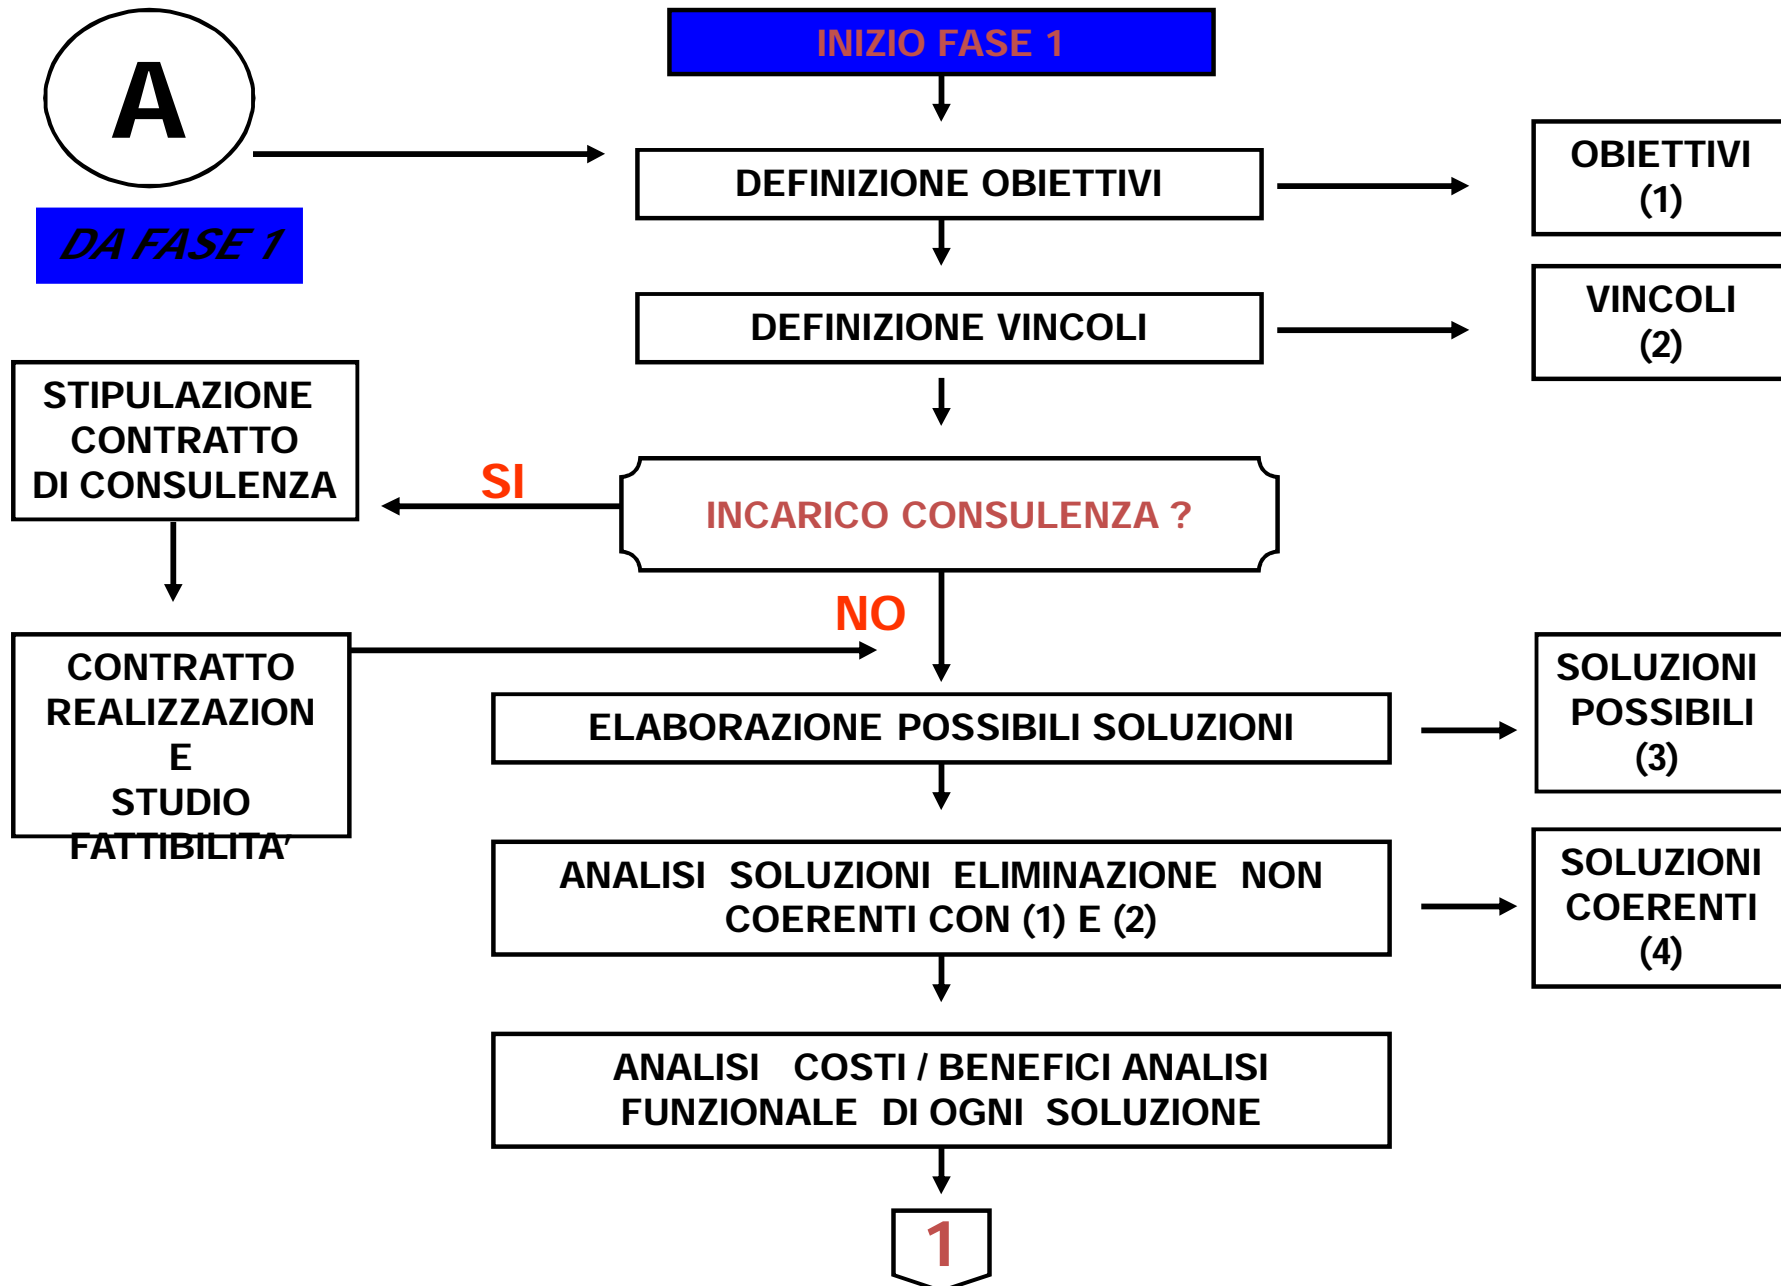 A
DA FASE 1
INIZIO FASE 1
DEFINIZIONE OBIETTIVI
OBIETTIVI
(1)
DEFINIZIONE VINCOLI
VINCOLI
(2)
STIPULAZIONE
CONTRATTO
DI CONSULENZA
SI
INCARICO CONSULENZA ?
NO
CONTRATTO
REALIZZAZION
E
STUDIO
FATTIBILITA’
ELABORAZIONE POSSIBILI SOLUZIONI
SOLUZIONI
POSSIBILI
(3)
ANALISI SOLUZIONI ELIMINAZIONE NON
COERENTI CON (1) E (2)
SOLUZIONI
COERENTI
(4)
ANALISI COSTI / BENEFICI ANALISI
FUNZIONALE DI OGNI SOLUZIONE
1